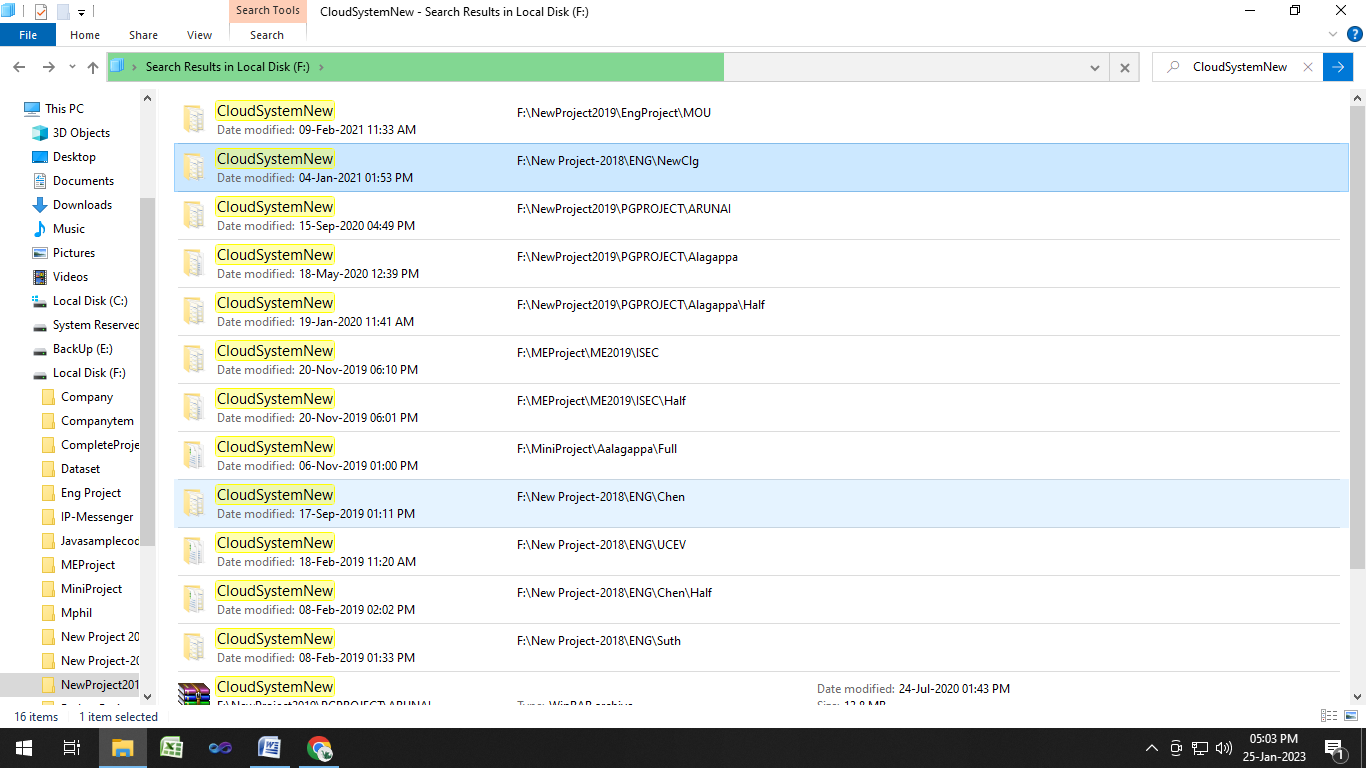 Search Tools
CloudSystemNew - Search Results in Local Disk (F:)
File Home Share View Search
Search Results in Local Disk (F:)
CloudSystemNew
This PC
3D Objects
Desktop
Documents
Downloads
Music
Pictures
Videos
Local Disk (C:)
System Reserved
BackUp (E:)
Local Disk (F:)
Company
Companytem
CompleteProje
Dataset
Eng Project
IP-Messenger
Javasamplecod
MEProject
MiniProject
Mphil
New Project 20
New Project-20
NewProject201
CloudSystemNew F:\NewProject2019\EngProject\MOU
Date modified: 09-Feb-2021 11:33 AM
CloudSystemNew F:\New Project-2018\ENG\NewClg
Date modified: 04-Jan-2021 01:53 PM
CloudSystemNew F:\NewProject2019\PGPROJECT\ARUNAI
Date modified: 15-Sep-2020 04:49 PM
CloudSystemNew F:\NewProject2019\PGPROJECT\Alagappa
Date modified: 18-May-2020 12:39 PM
CloudSystemNew F:\NewProject2019\PGPROJECT\Alagappa\Half
Date modified: 19-Jan-2020 11:41 AM
CloudSystemNew F:\MEProject\ME2019\ISEC
Date modified: 20-Nov-2019 06:10 PM
CloudSystemNew F:\MEProject\ME2019\ISEC\Half
Date modified: 20-Nov-2019 06:01 PM
CloudSystemNew F:\MiniProject\Aalagappa\Full
Date modified: 06-Nov-2019 01:00 PM
CloudSystemNew F:\New Project-2018\ENG\Chen
Date modified: 17-Sep-2019 01:11 PM
CloudSystemNew F:\New Project-2018\ENG\UCEV
Date modified: 18-Feb-2019 11:20 AM
CloudSystemNew F:\New Project-2018\ENG\Chen\Half
Date modified: 08-Feb-2019 02:02 PM
CloudSystemNew F:\New Project-2018\ENG\Suth
Date modified: 08-Feb-2019 01:33 PM
CloudSystemNew Date modified: 24-Jul-2020 01:43 PM
F:\NewProject2019\PGPROJECT\ARUNAI Type: WinRAR archive Size: 12.8 MB
16 items 1 item selected
05:03 PM
25-Jan-2023
1